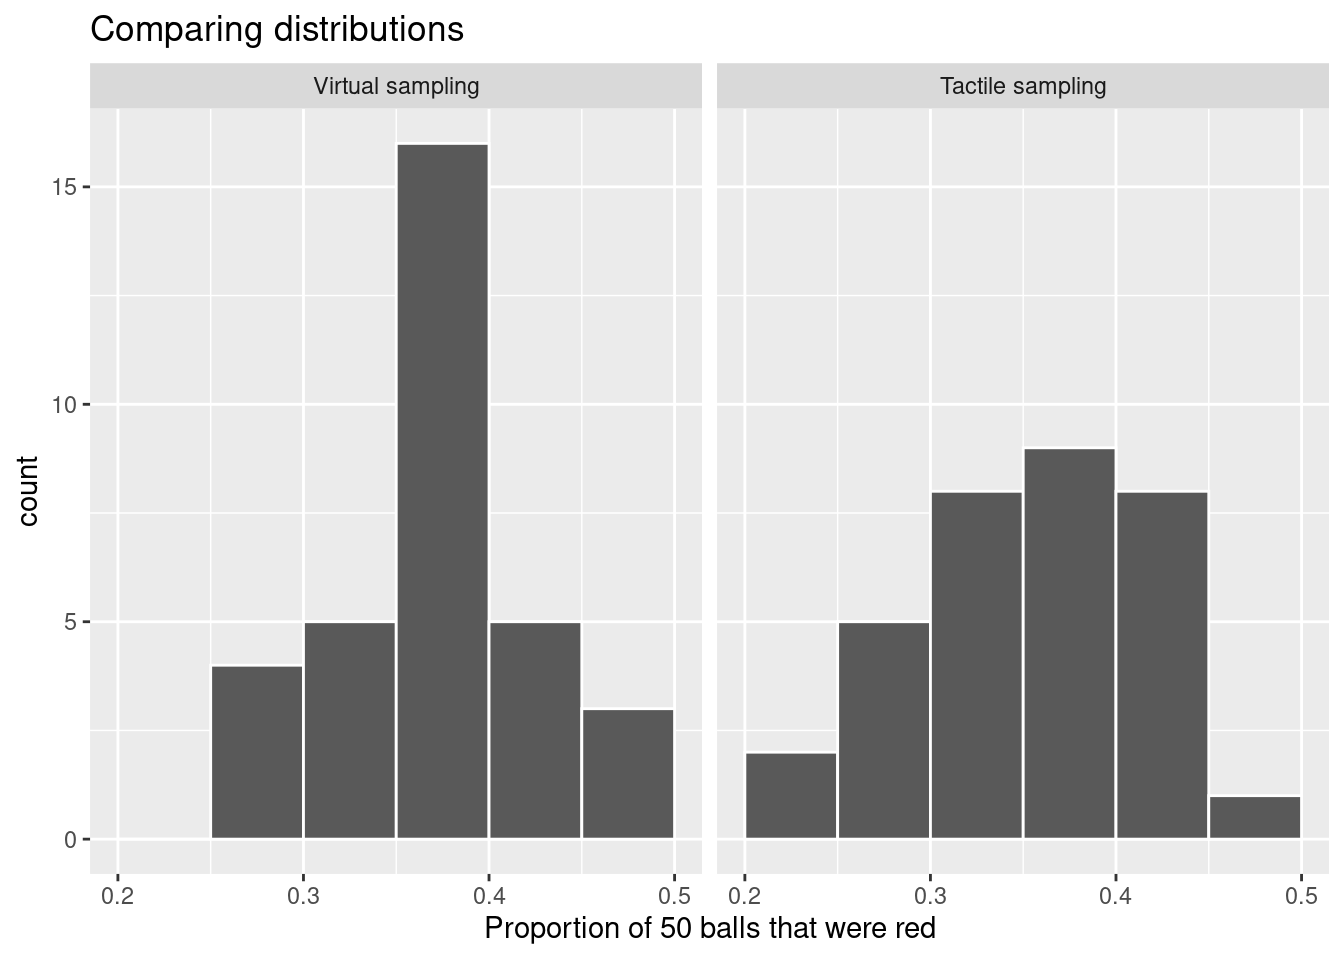 Comparing distributions
Virtual sampling
Tactile sampling
15
10
5
0
count
0.2 0.3 0.4 0.5
0.2 0.3 0.4 0.5
Proportion of 50 balls that were red